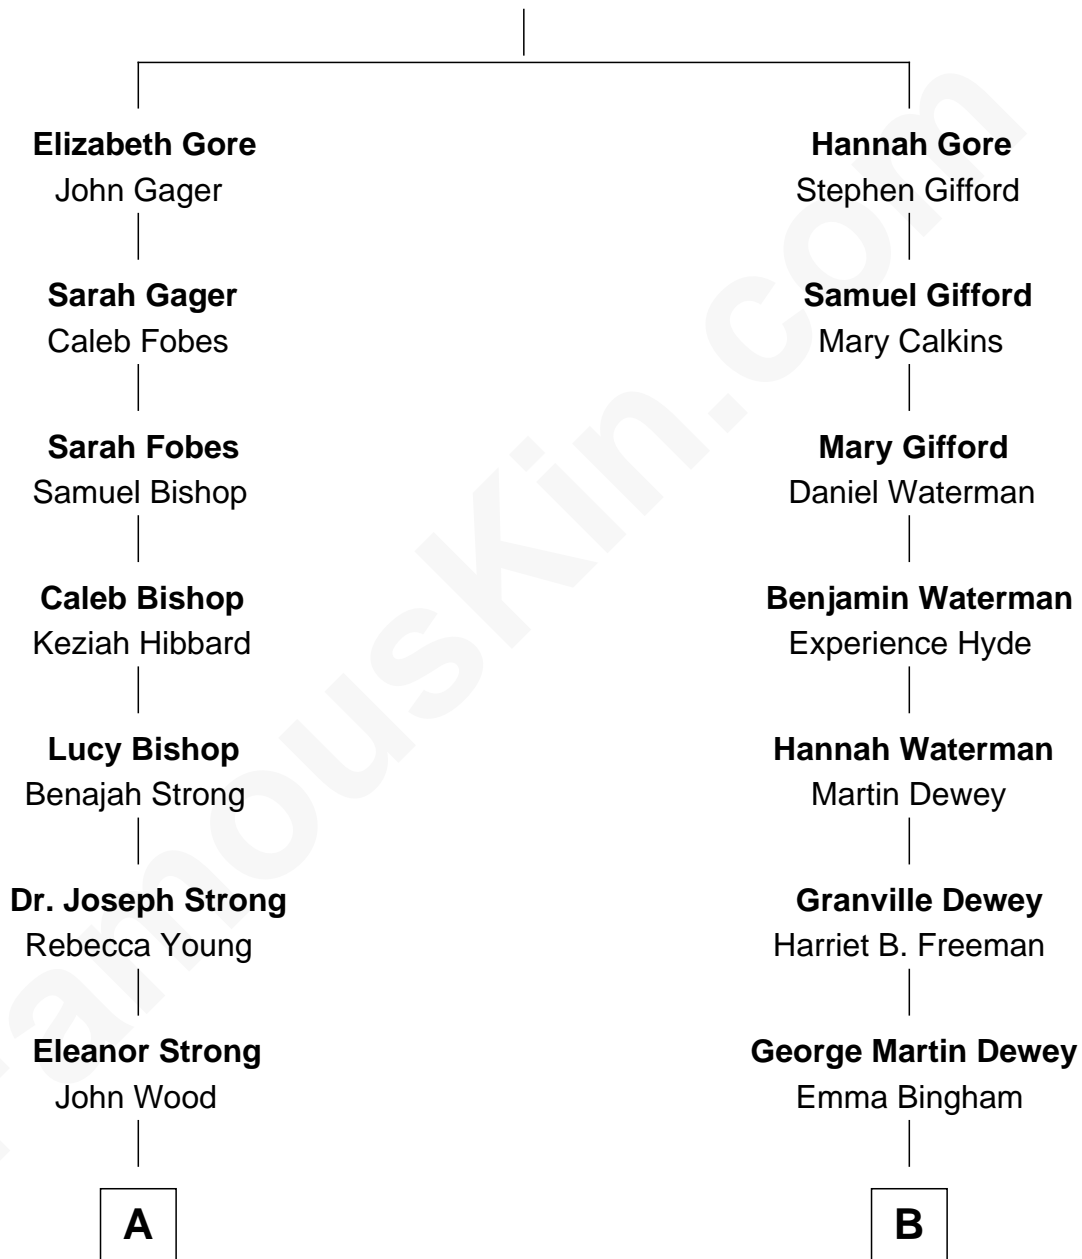 Elizabeth Gore
John Gager
Sarah Gager
Caleb Fobes
Sarah Fobes
Samuel Bishop
Caleb Bishop
Keziah Hibbard
Lucy Bishop
Benajah Strong
Dr. Joseph Strong
Rebecca Young
Eleanor Strong
John Wood
A
Hannah Gore
Stephen Gifford
Samuel Gifford
Mary Calkins
Mary Gifford
Daniel Waterman
Benjamin Waterman
Experience Hyde
Hannah Waterman
Martin Dewey
Granville Dewey
Harriet B. Freeman
George Martin Dewey
Emma Bingham
B
FamousKin.com